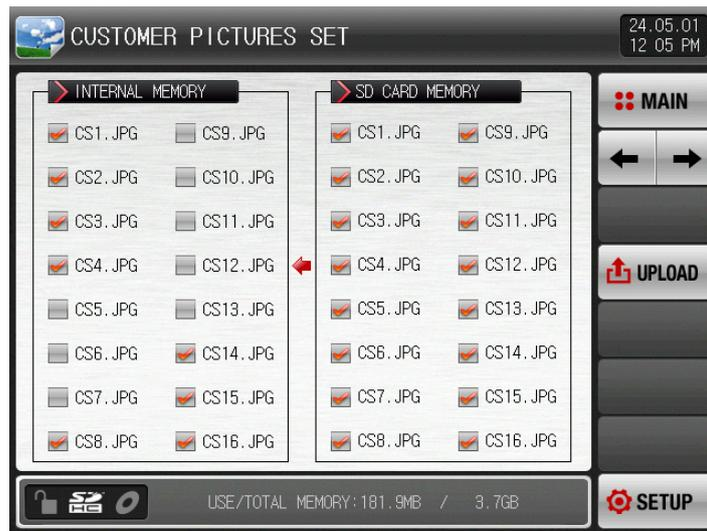 CUSTOMER PICTURES SET
24.05.01
12 05 PM
INTERNAL MEMORY
CS1.JPG CS9.JPG
CS2.JPG CS10.JPG
CS3.JPG CS11.JPG
CS4.JPG CS12.JPG
CS5.JPG CS13.JPG
CS6.JPG CS14.JPG
CS7.JPG CS15.JPG
CS8.JPG CS16.JPG
SD CARD MEMORY
CS1.JPG CS9.JPG
CS2.JPG CS10.JPG
CS3.JPG CS11.JPG
CS4.JPG CS12.JPG
CS5.JPG CS13.JPG
CS6.JPG CS14.JPG
CS7.JPG CS15.JPG
CS8.JPG CS16.JPG
MAIN
UPLOAD
SETUP
SD HC
USE/TOTAL MEMORY:181.9MB / 3.7GB